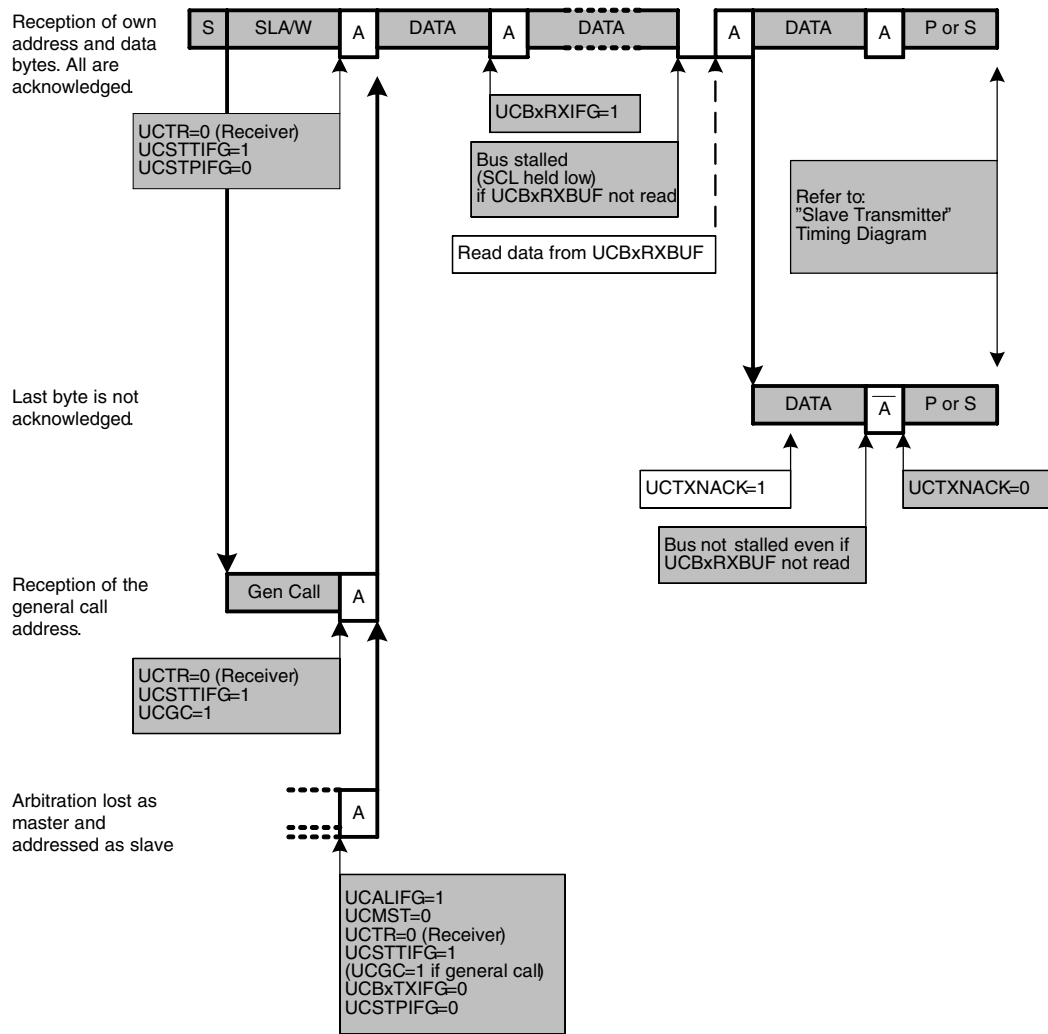 Reception of own
address and data
bytes. All are
acknowledged.
S SLA/W A DATA A DATA A DATA A P or S
UCTR=0 (Receiver)
UCSTTIFG=1
UCSTPIFG=0
UCBxRXIFG=1
Bus stalled
(SCL held low)
if UCBxRXBUF not read
Read data from UCBxRXBUF
Refer to:
”Slave Transmitter”
Timing Diagram
Last byte is not
acknowledged.
DATA A P or S
UCTXNACK=1
UCTXNACK=0
Bus not stalled even if
UCBxRXBUF not read
Reception of the
general call
address.
Gen Call A
UCTR=0 (Receiver)
UCSTTIFG=1
UCGC=1
Arbitration lost as
master and
addressed as slave
A
UCALIFG=1
UCMST=0
UCTR=0 (Receiver)
UCSTTIFG=1
(UCGC=1 if general call)
UCBxTXIFG=0
UCSTPIFG=0